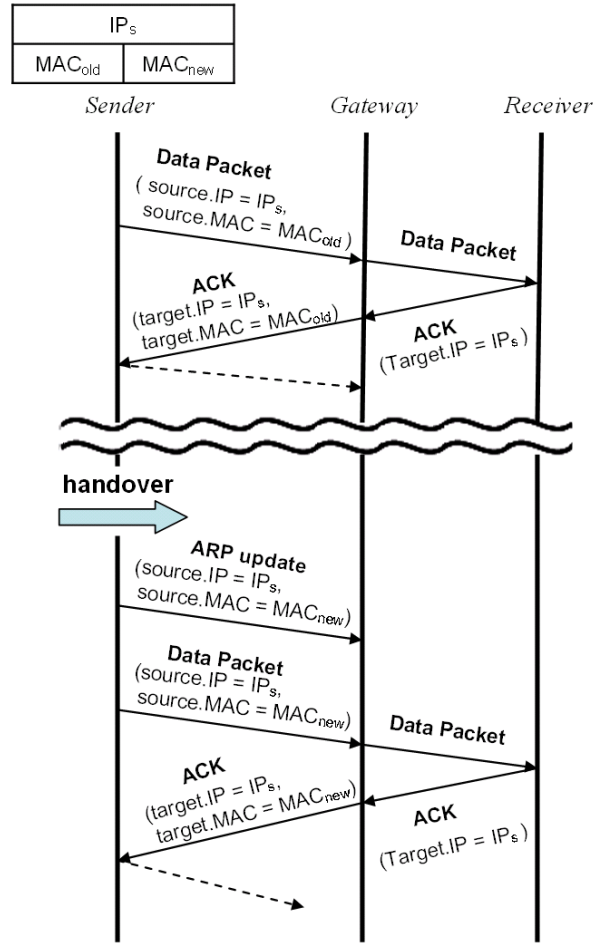 IPs
MACold MACnew
Sender Gateway Receiver
Data Packet
( source.IP = IPs,
source.MAC = MACold )
Data Packet
ACK
(target.IP = IPs,
target.MAC = MACold)
ACK
(Target.IP = IPs)
handover
ARP update
(source.IP = IPs,
source.MAC = MACnew)
Data Packet
(source.IP = IPs,
source.MAC = MACnew)
Data Packet
ACK
(target.IP = IPs,
target.MAC = MACnew)
ACK
(Target.IP = IPs)